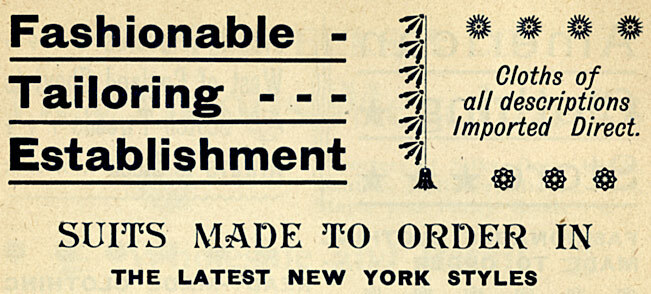 Fashionable -
Tailoring - - -
Establishment
Cloths of
all descriptions
Imported Direct.
SUITS MADE TO ORDER IN
THE LATEST NEW YORK STYLES